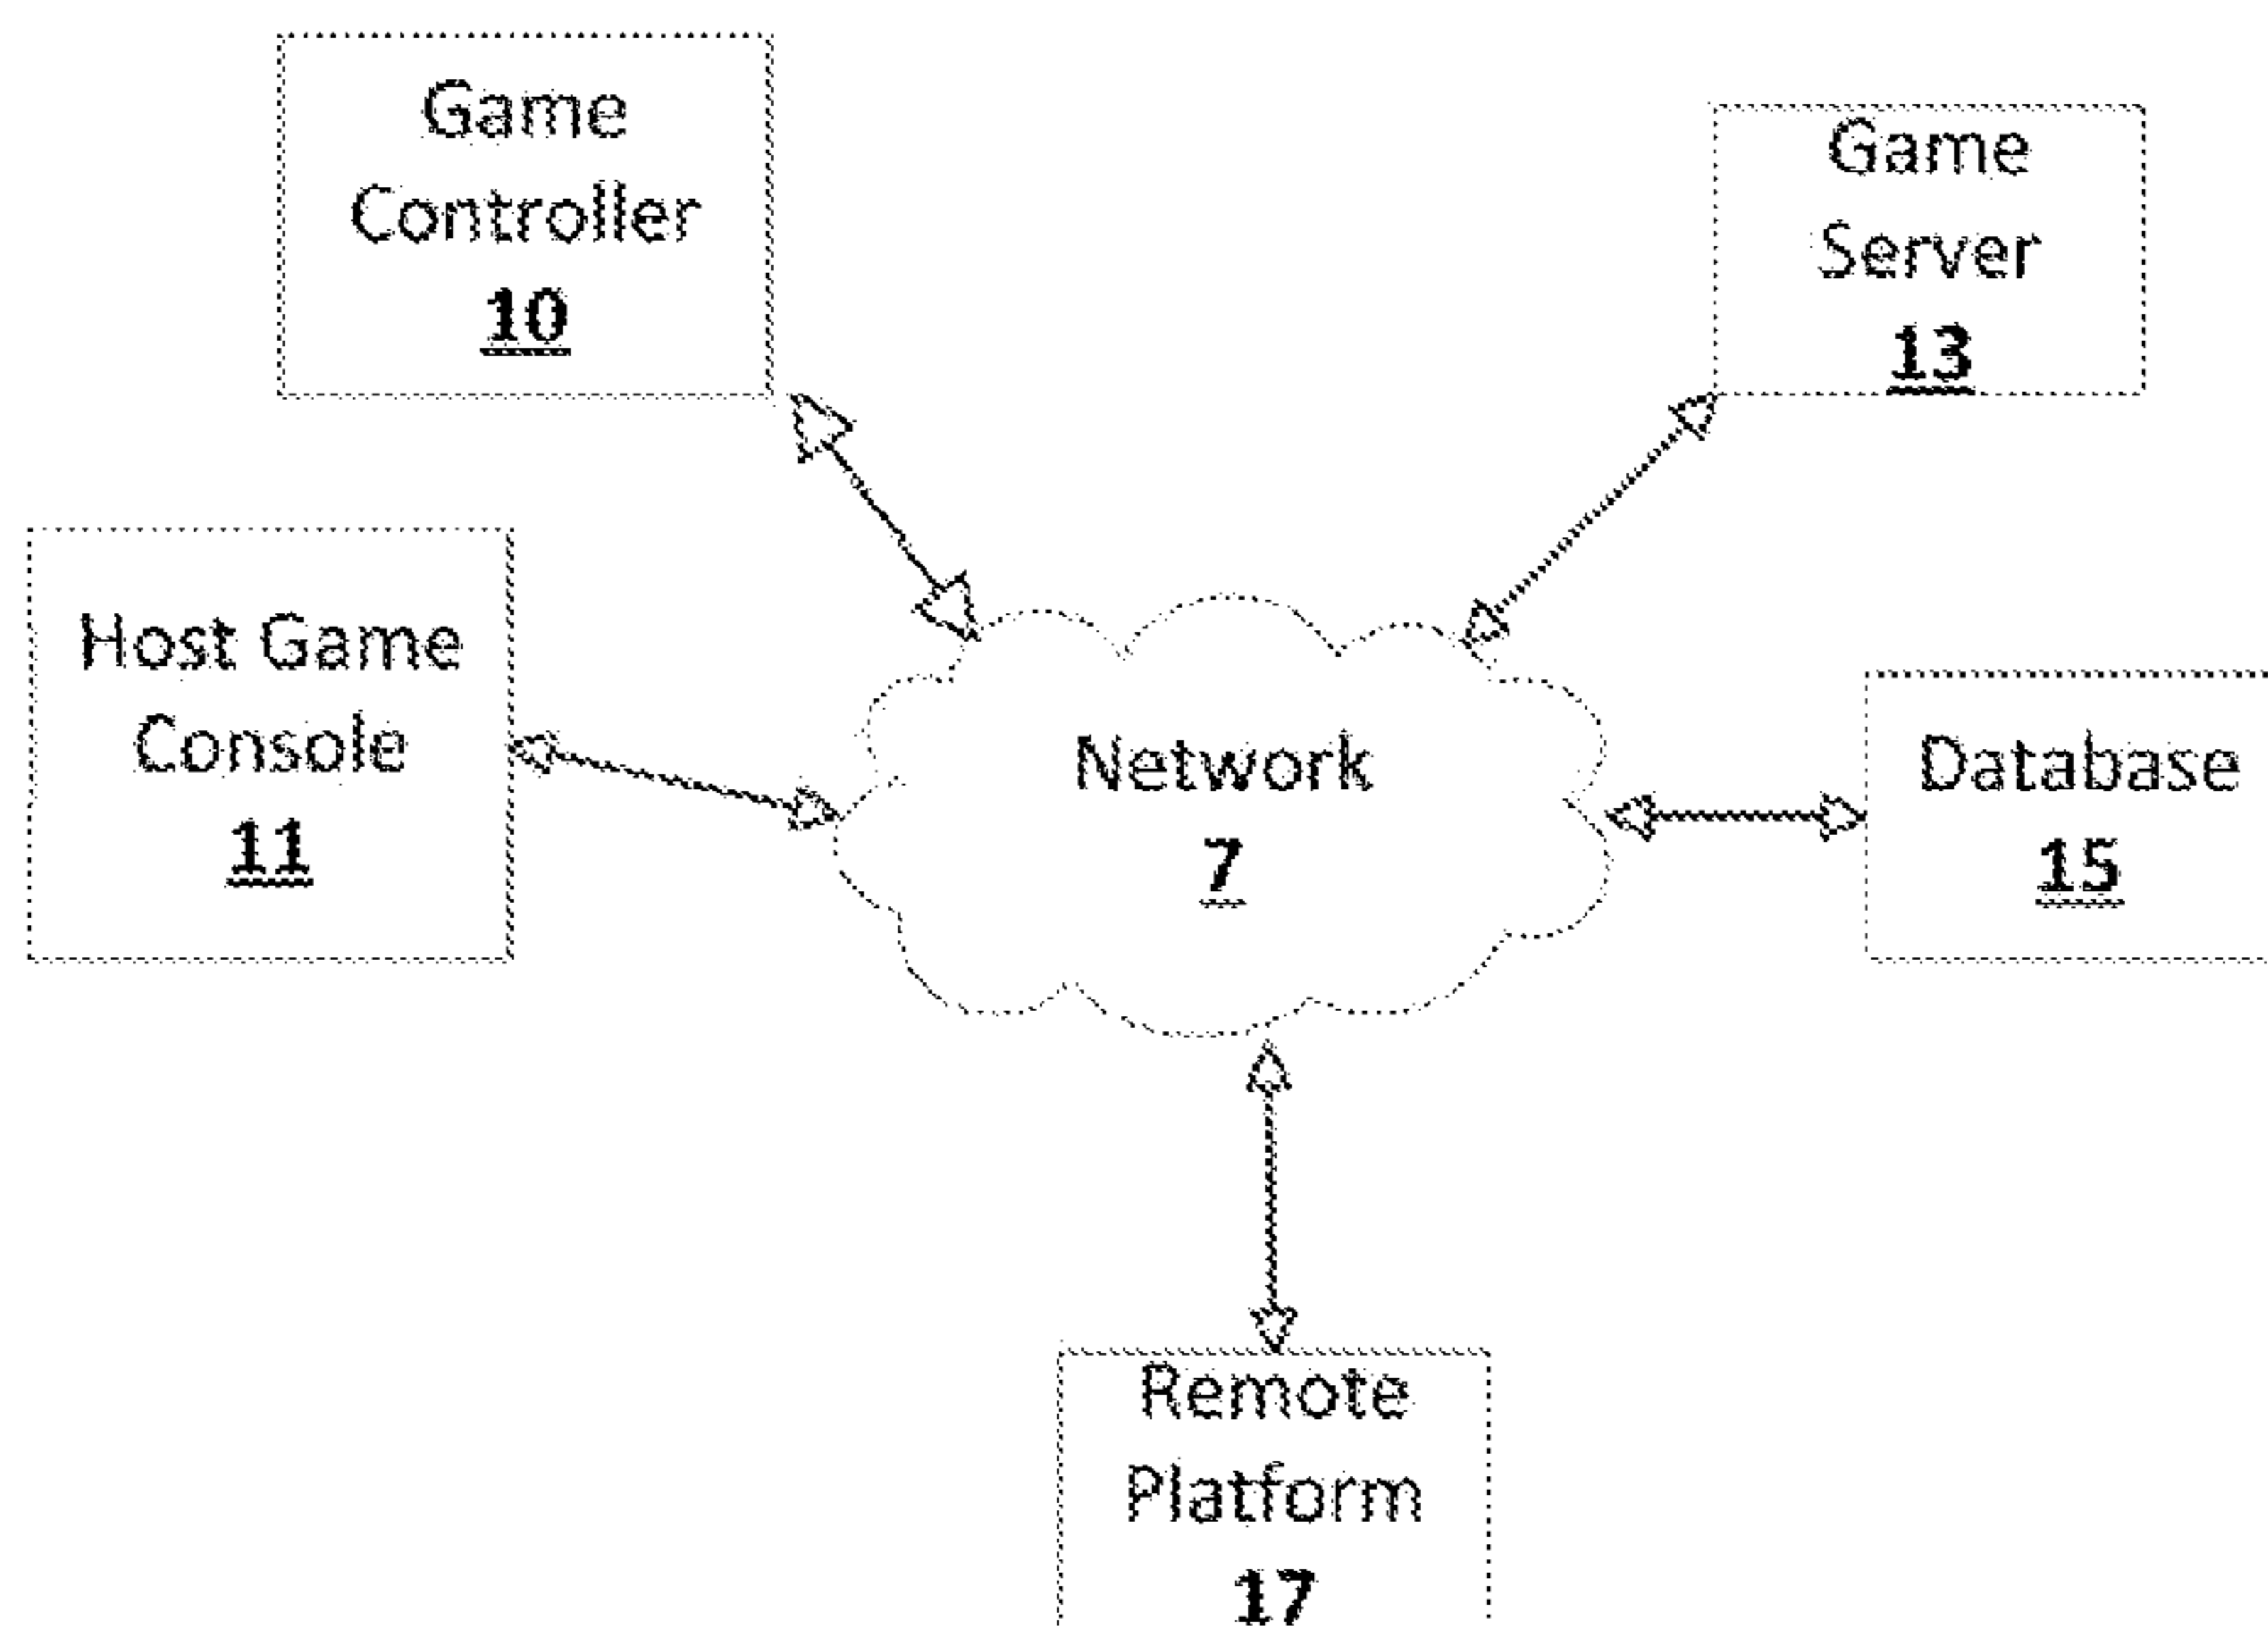 Game
Controller
10
Game
Server
13
Host Game
Console
11
Network
7
Database
15
Remote
Platform
17